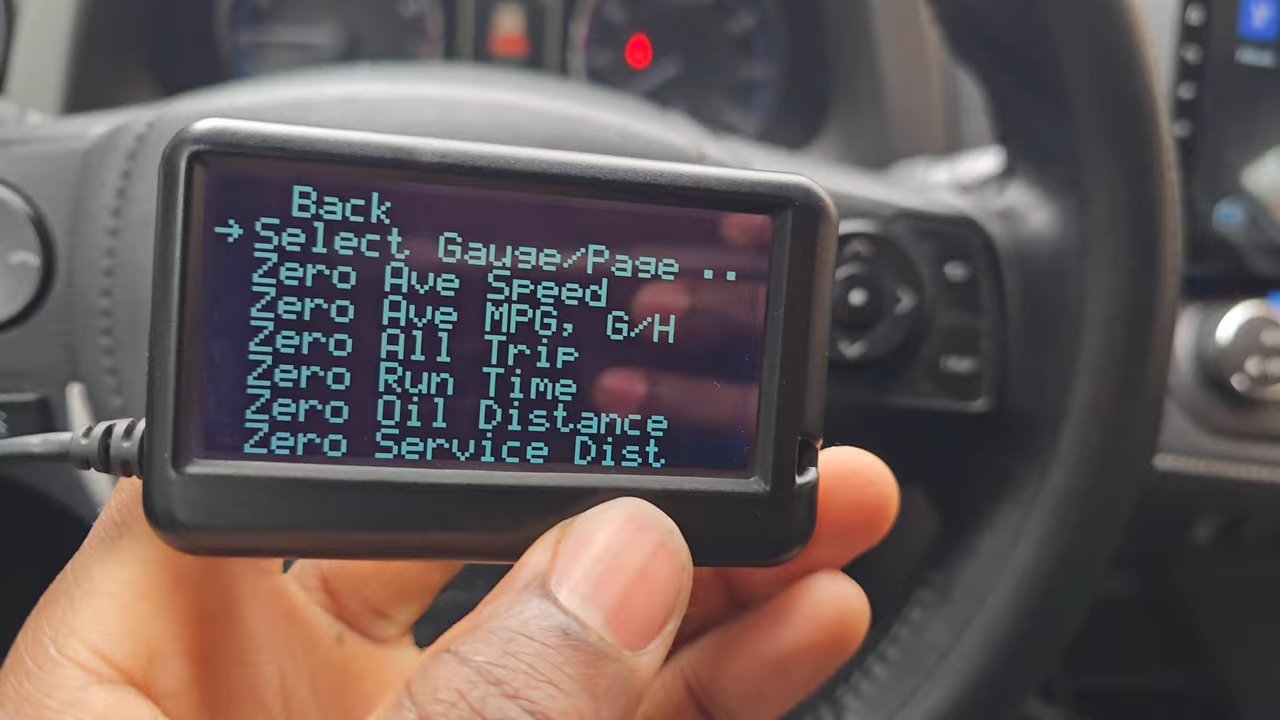 Back
→Select Gauge/Page ..
Zero Ave Speed
Zero Ave MPG, G/H
Zero All Trip
Zero Run Time
Zero Oil Distance
Zero Service Dist